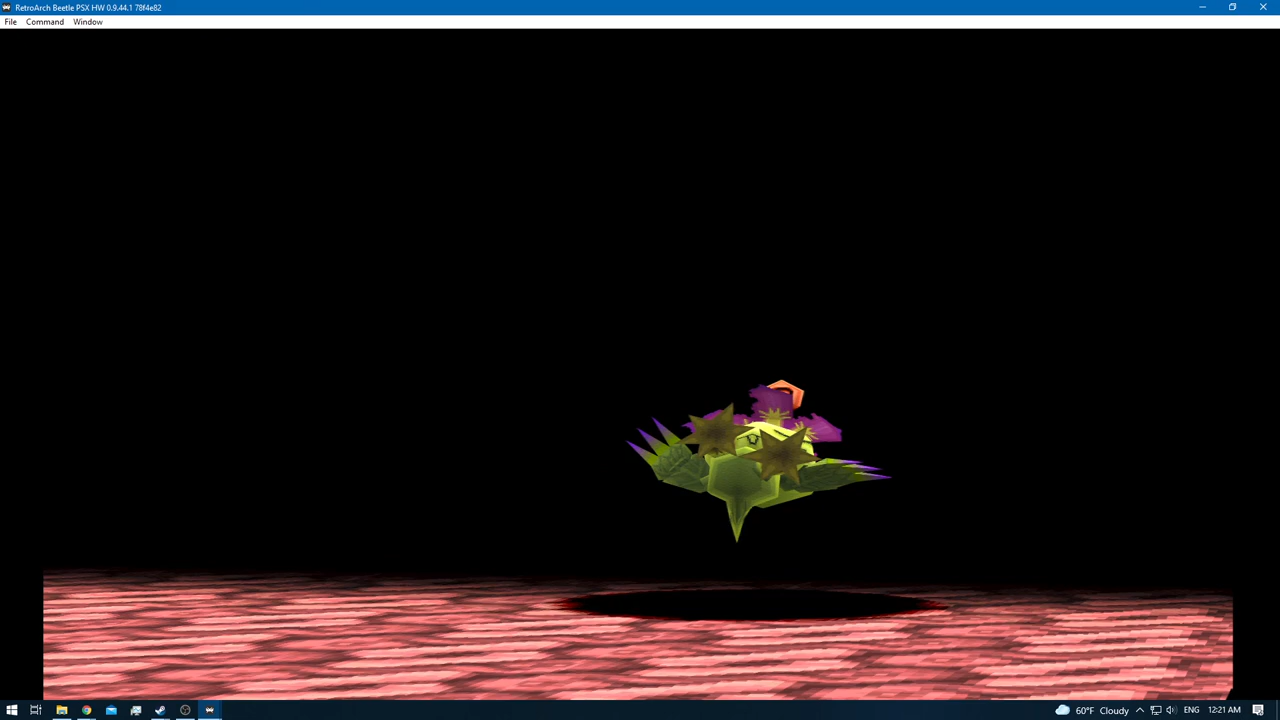 RetroArch Beetle PSX HW 0.9.44.1 78f4e82
File Command Window
60°F Cloudy ENG 12:21 AM